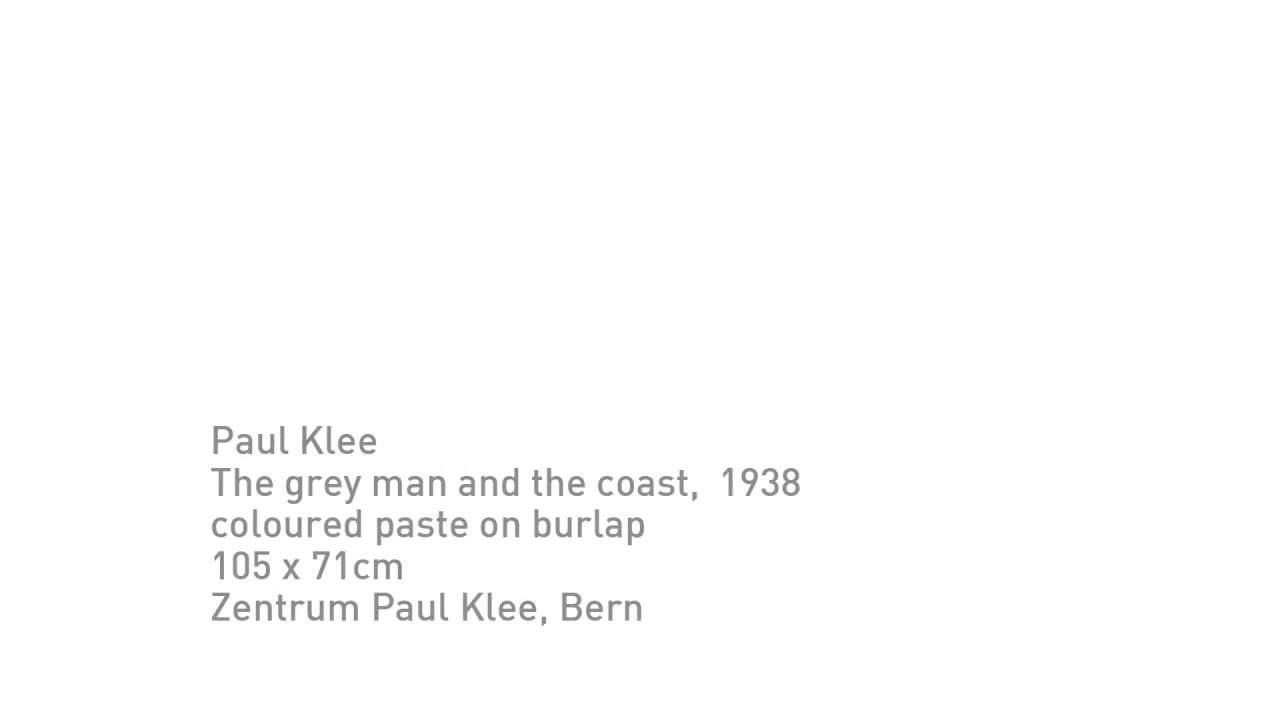 Paul Klee
The grey man and the coast,  1938
coloured paste on burlap
105 x 71cm
Zentrum Paul Klee, Bern